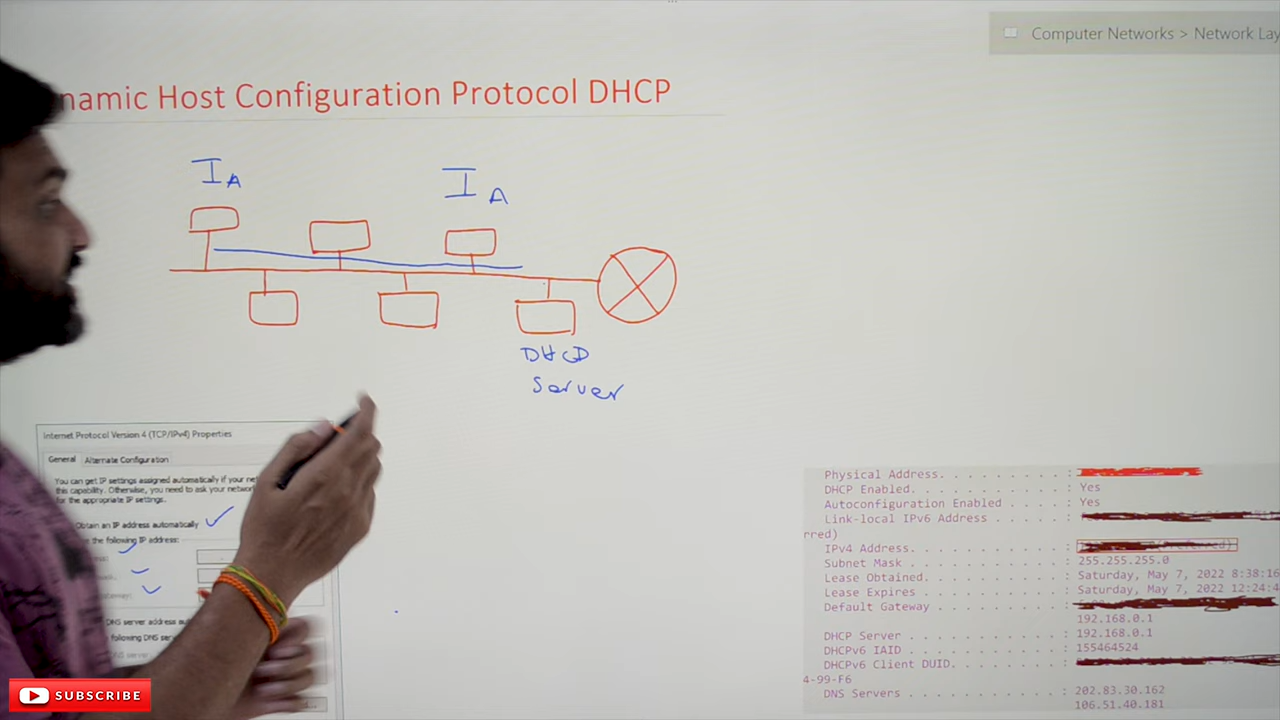 Computer Networks > Network Lay
namic Host Configuration Protocol DHCP
IA
IA
DHCD
Server
Internet Protocol Version 4 (TCP/IPv4) Properties
General Alternate Configuration
You can get IP settings assigned automatically if your net
this capability. Otherwise, you need to ask your network
for the appropriate IP settings.
Obtain an IP address automatically
the following IP address:
DNS server address
following DNS
Physical Address. . . . . . . . . . . :
DHCP Enabled. . . . . . . . . . . : Yes
Autoconfiguration Enabled . . . . : Yes
Link-local IPv6 Address . . . . . :
rred)
IPv4 Address. . . . . . . . . . . :
Subnet Mask . . . . . . . . . . . : 255.255.255.0
Lease Obtained. . . . . . . . . . : Saturday, May 7, 2022 8:38:16
Lease Expires . . . . . . . . . . : Saturday, May 7, 2022 12:24:4
Default Gateway . . . . . . . . . :
192.168.0.1
DHCP Server . . . . . . . . . . . : 192.168.0.1
DHCPv6 IAID . . . . . . . . . . . : 155464524
DHCPv6 Client DUID. . . . . . . . :
4-99-F6
DNS Servers . . . . . . . . . . . : 202.83.30.162
106.51.40.181
SUBSCRIBE